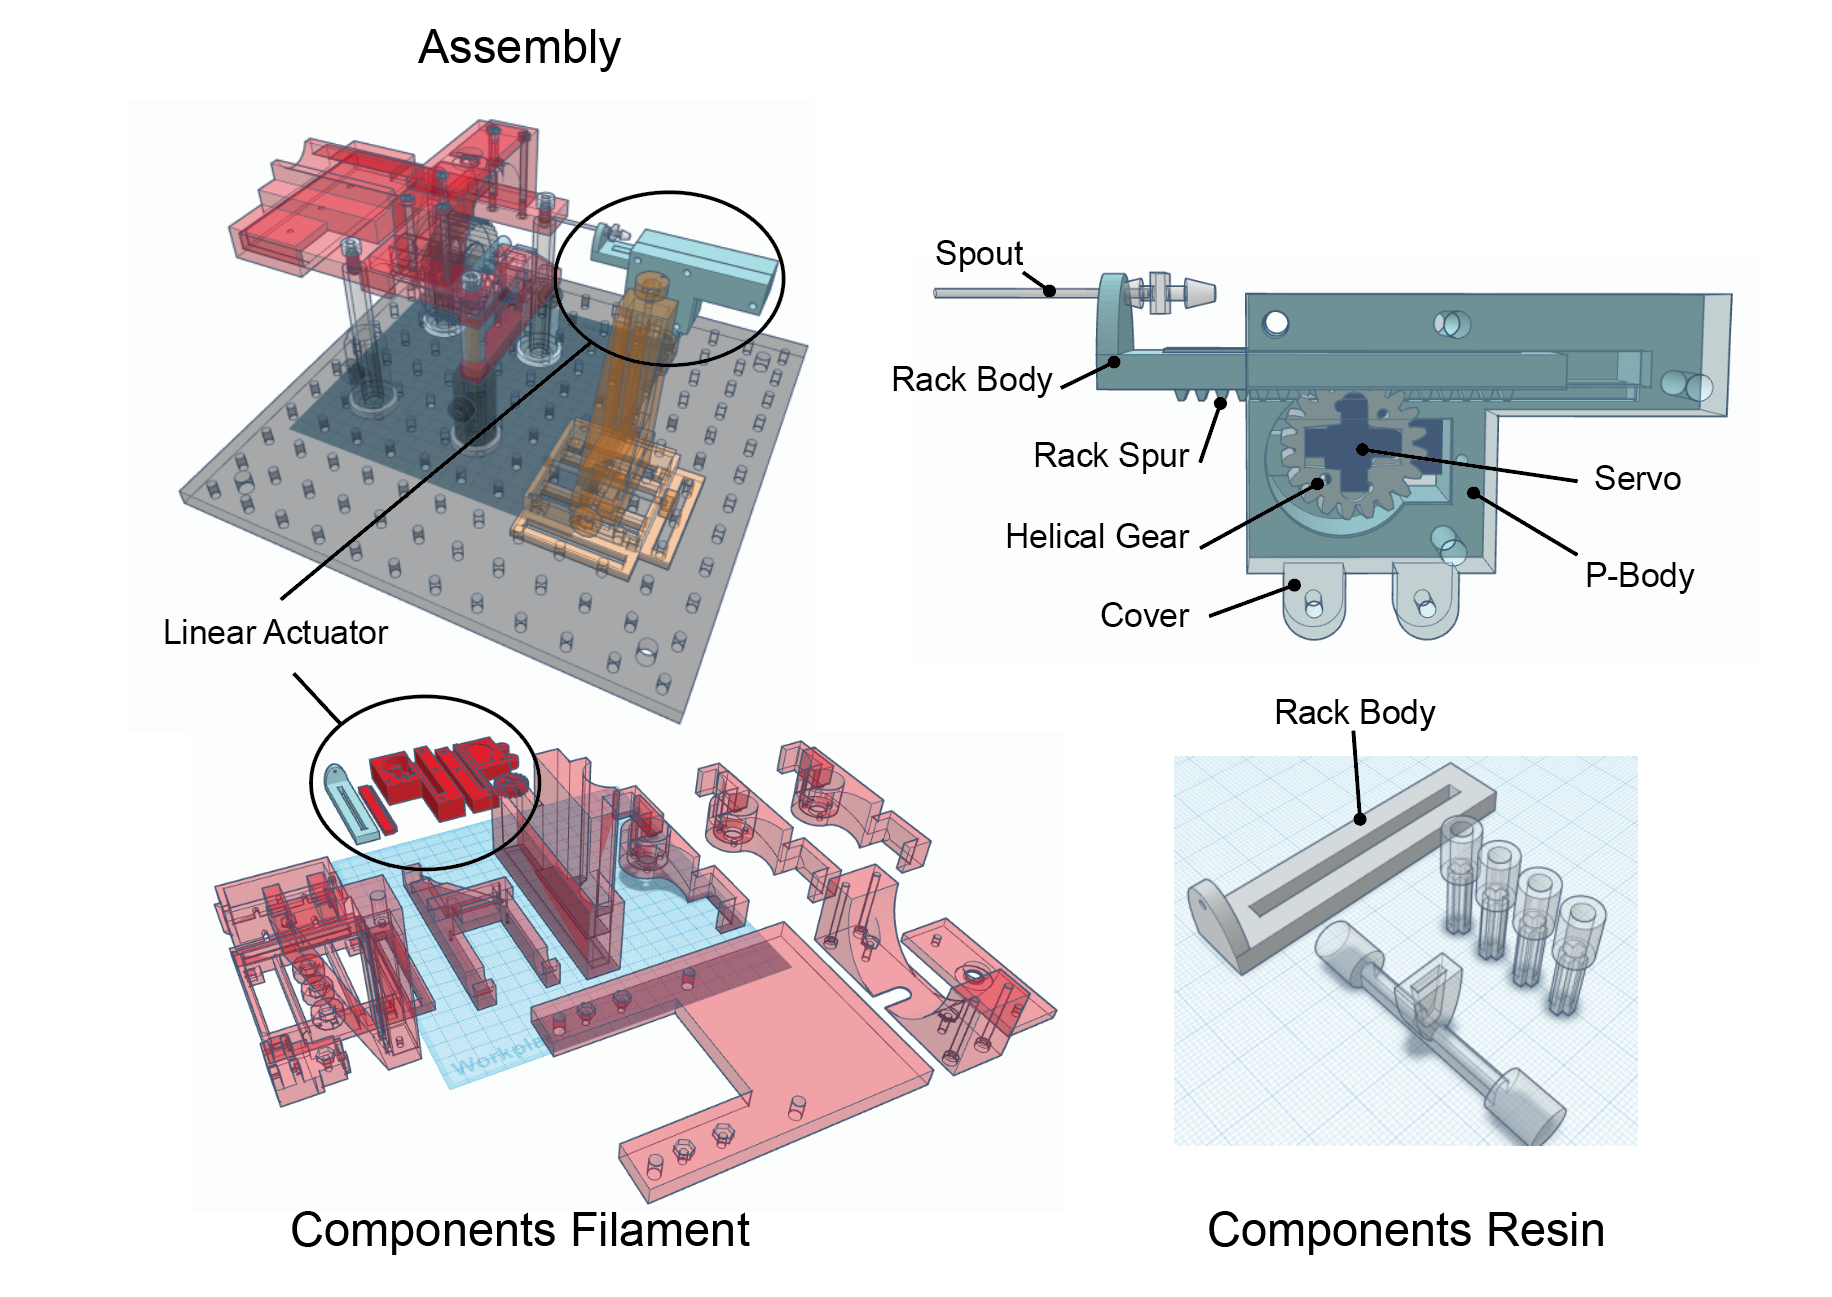 Assembly
Spout
Rack Body
Rack Spur
Servo
Helical Gear
P-Body
Cover
Linear Actuator
Rack Body
Workpla
Components Filament
Components Resin